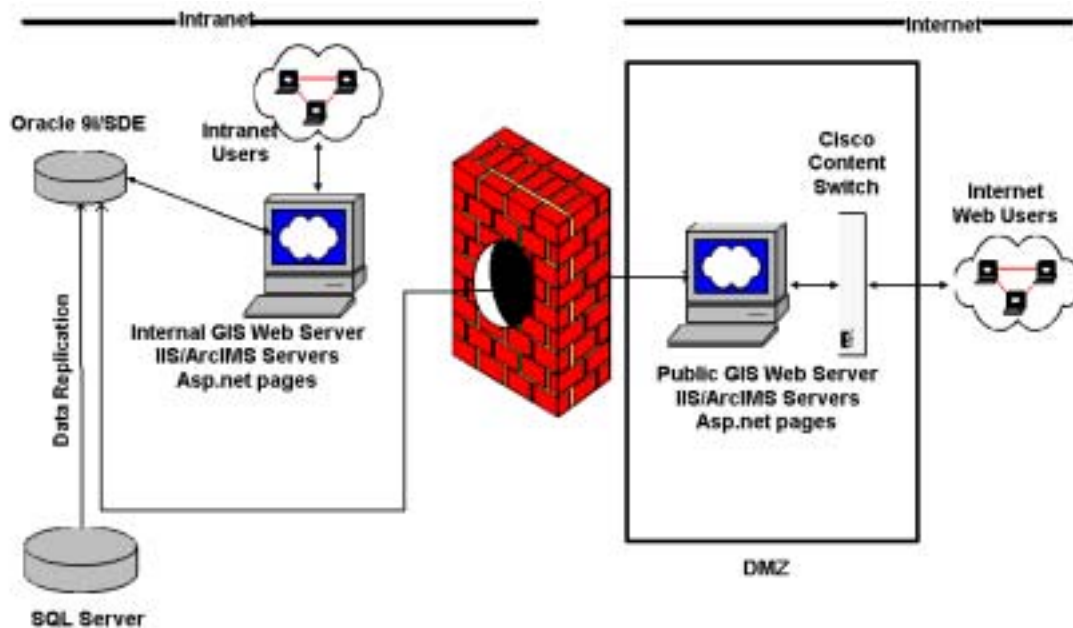 Intranet
Internet
Oracle 9i/SDE
Intranet
Users
Cisco
Content
Switch
Internet
Web Users
Internal GIS Web Server
IIS/ArcIMS Servers
Asp.net pages
Public GIS Web Server
IIS/ArcIMS Servers
Asp.net pages
Data Replication
DMZ
SQL Server